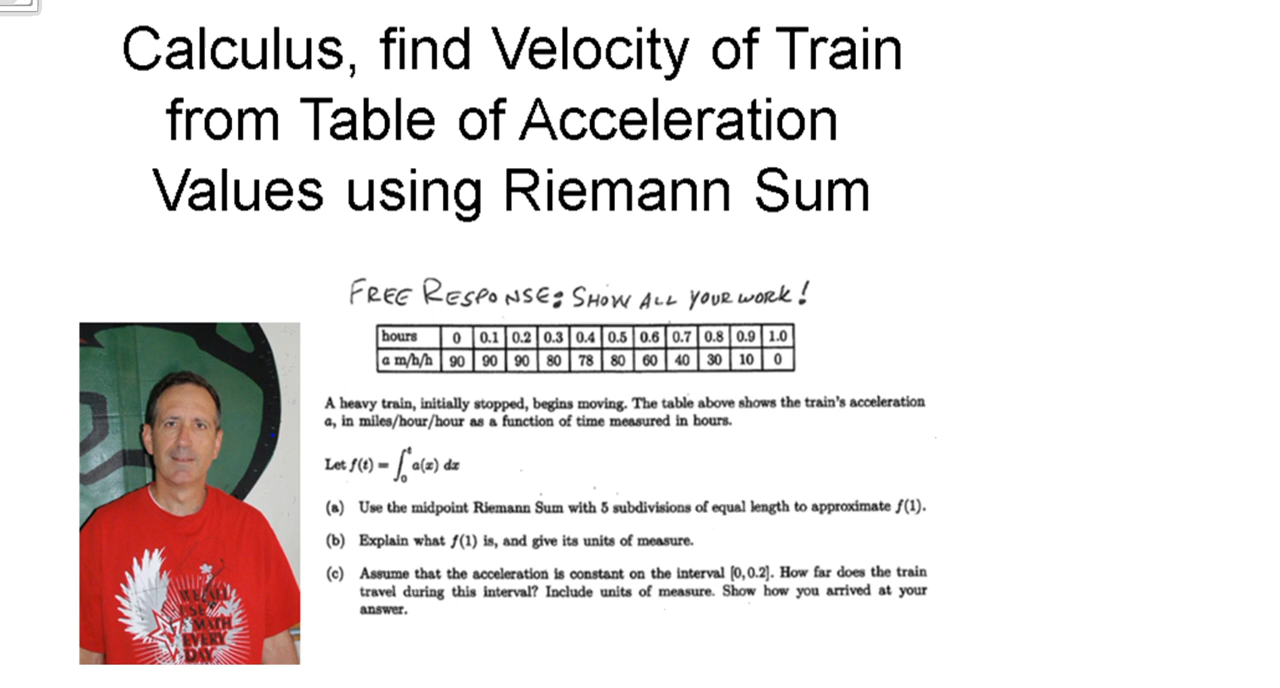 Calculus, find Velocity of Train
from Table of Acceleration
Values using Riemann Sum
FREE RESPONSE: SHOW ALL YOUR WORK!
hours 0 0.1 0.2 0.3 0.4 0.5 0.6 0.7 0.8 0.9 1.0
a m/h/h 90 90 90 80 78 80 60 40 30 10 0
A heavy train, initially stopped, begins moving. The table above shows the train's acceleration
a, in miles/hour/hour as a function of time measured in hours.
Let f(t) = ∫₀ᵗ a(x) dx
(a) Use the midpoint Riemann Sum with 5 subdivisions of equal length to approximate f(1).
(b) Explain what f(1) is, and give its units of measure.
(c) Assume that the acceleration is constant on the interval [0,0.2]. How far does the train
travel during this interval? Include units of measure. Show how you arrived at your
answer.
WE ALL
USE
MATH
EVERY
DAY